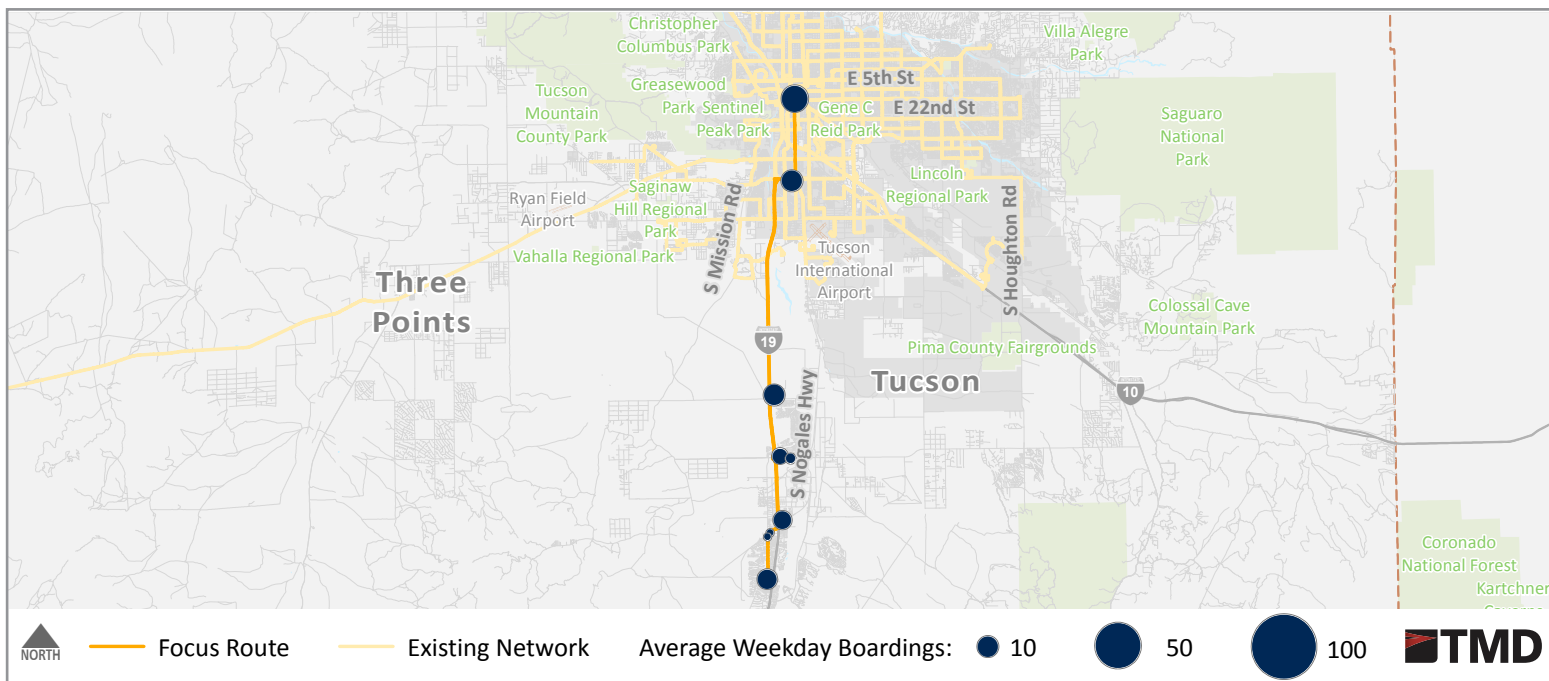 Christopher
Columbus Park
Villa Alegre
Park
E 5th St
Tucson
Mountain
County Park
Greasewood
Park
Sentinel
Peak Park
Gene C
Reid Park
E 22nd St
Saguaro
National
Park
Ryan Field
Airport
Saginaw
Hill Regional
Park
Lincoln
Regional Park
S Mission Rd
S Houghton Rd
Vahalla Regional Park
Tucson
International
Airport
Three
Points
Colossal Cave
Mountain Park
19
Pima County Fairgrounds
Tucson
10
S Nogales Hwy
Coronado
National Forest
Kartchner
Caverns
NORTH
Focus Route
Existing Network
Average Weekday Boardings:
10
50
100
TMD